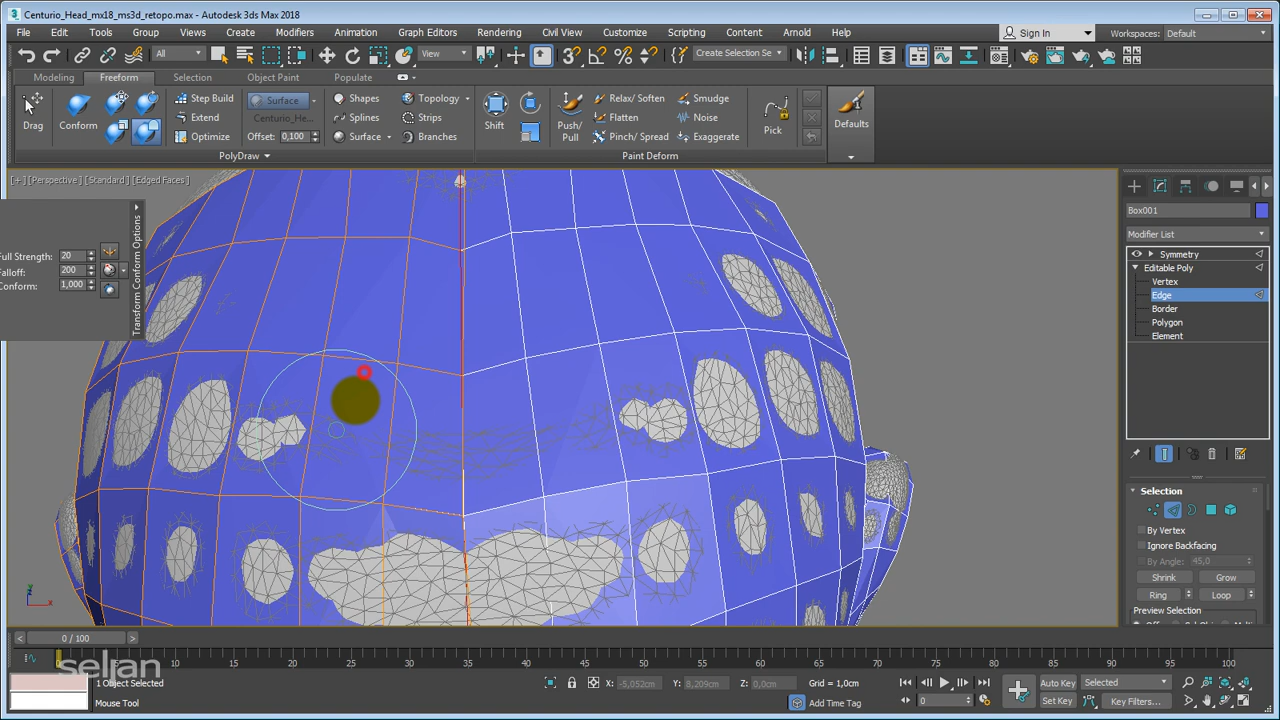 Centurio_Head_mx18_ms3d_retopo.max - Autodesk 3ds Max 2018
File Edit Tools Group Views Create Modifiers Animation Graph Editors Rendering Civil View Customize Scripting Content Arnold Help
Sign In Workspaces: Default
All View Create Selection Se
Modeling Freeform Selection Object Paint Populate
Drag Conform Step Build Extend Optimize
Surface Centurio_He... Offset: 0,100
Shapes Splines Surface
Topology Strips Branches
PolyDraw
Shift Push/ Pull Relax/ Soften Flatten Pinch/ Spread
Smudge Noise Exaggerate
Pick Defaults
Paint Deform
[+] [Perspective] [Standard] [Edged Faces]
Full Strength: 20
Falloff: 200
Conform: 1,000
Transform Conform Options
Box001
Modifier List
Symmetry
Editable Poly
Vertex
Edge
Border
Polygon
Element
Selection
By Vertex
Ignore Backfacing
By Angle: 45,0
Shrink Grow
Ring Loop
Preview Selection
0 / 100
5 10 15 20 25 30 35 40 45 50 55 60 65 70 75 80 85 90 95 100
selian
1 Object Selected
X: -5,052cm Y: 8,209cm Z: 0,0cm Grid = 1,0cm
Auto Key Selected
Mouse Tool
Add Time Tag
0
Set Key Key Filters...